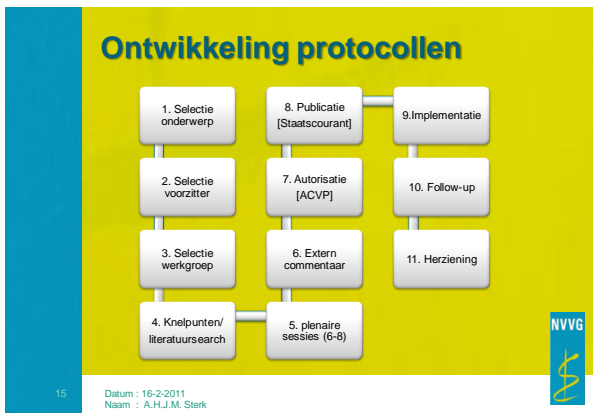 Ontwikkeling protocollen
1. Selectie
onderwerp
2. Selectie
voorzitter
3. Selectie
werkgroep
4. Knelpunten/
literatuursearch
5. plenaire
sessies (6-8)
6. Extern
commentaar
7. Autorisatie
[ACVP]
8. Publicatie
[Staatscourant]
9.Implementatie
10. Follow-up
11. Herziening
NVVG
15
Datum : 16-2-2011
Naam : A.H.J.M. Sterk